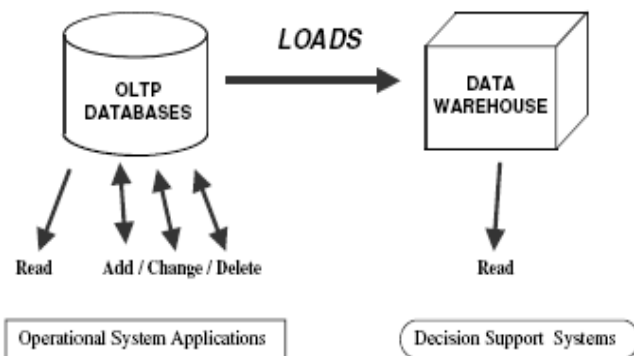 LOADS
OLTP
DATABASES
DATA
WAREHOUSE
Read
Add / Change / Delete
Read
Operational System Applications
Decision Support Systems